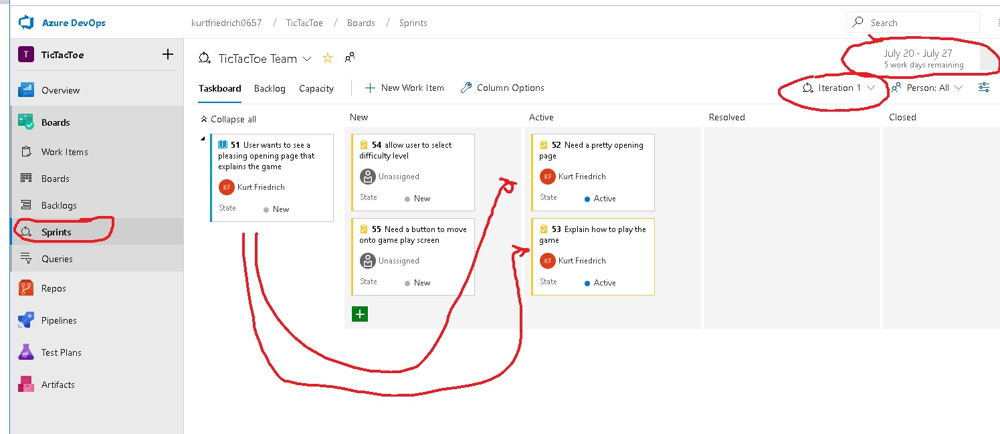 Azure DevOps
kurtfriedrich0657 / TicTacToe / Boards / Sprints
Search
T TicTacToe
TicTacToe Team
July 20 - July 27
5 work days remaining
Overview
Boards
Work Items
Boards
Backlogs
Sprints
Queries
Repos
Pipelines
Test Plans
Artifacts
Taskboard Backlog Capacity New Work Item Column Options
Iteration 1 Person: All
Collapse all
New Active Resolved Closed
51 User wants to see a
pleasing opening page that
explains the game
KF Kurt Friedrich
State New
54 allow user to select
difficulty level
Unassigned
State New
55 Need a button to move
onto game play screen
Unassigned
State New
52 Need a pretty opening
page
KF Kurt Friedrich
State Active
53 Explain how to play the
game
KF Kurt Friedrich
State Active